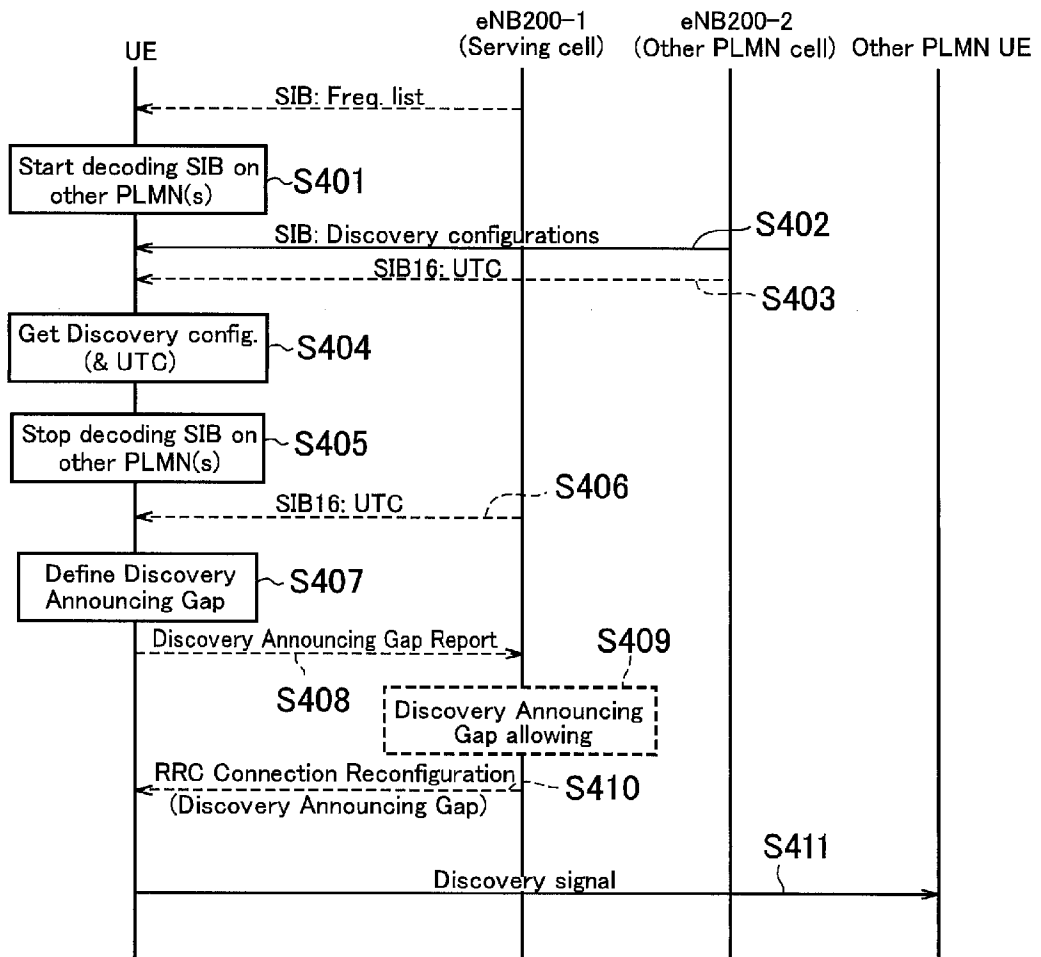 UE
eNB200-1
(Serving cell)
eNB200-2
(Other PLMN cell)
Other PLMN UE
SIB: Freq. list
Start decoding SIB on
other PLMN(s)
S401
SIB: Discovery configurations
S402
SIB16: UTC
S403
Get Discovery config.
(& UTC)
S404
Stop decoding SIB on
other PLMN(s)
S405
SIB16: UTC
S406
Define Discovery
Announcing Gap
S407
Discovery Announcing Gap Report
S408
S409
Discovery Announcing
Gap allowing
RRC Connection Reconfiguration
(Discovery Announcing Gap)
S410
S411
Discovery signal